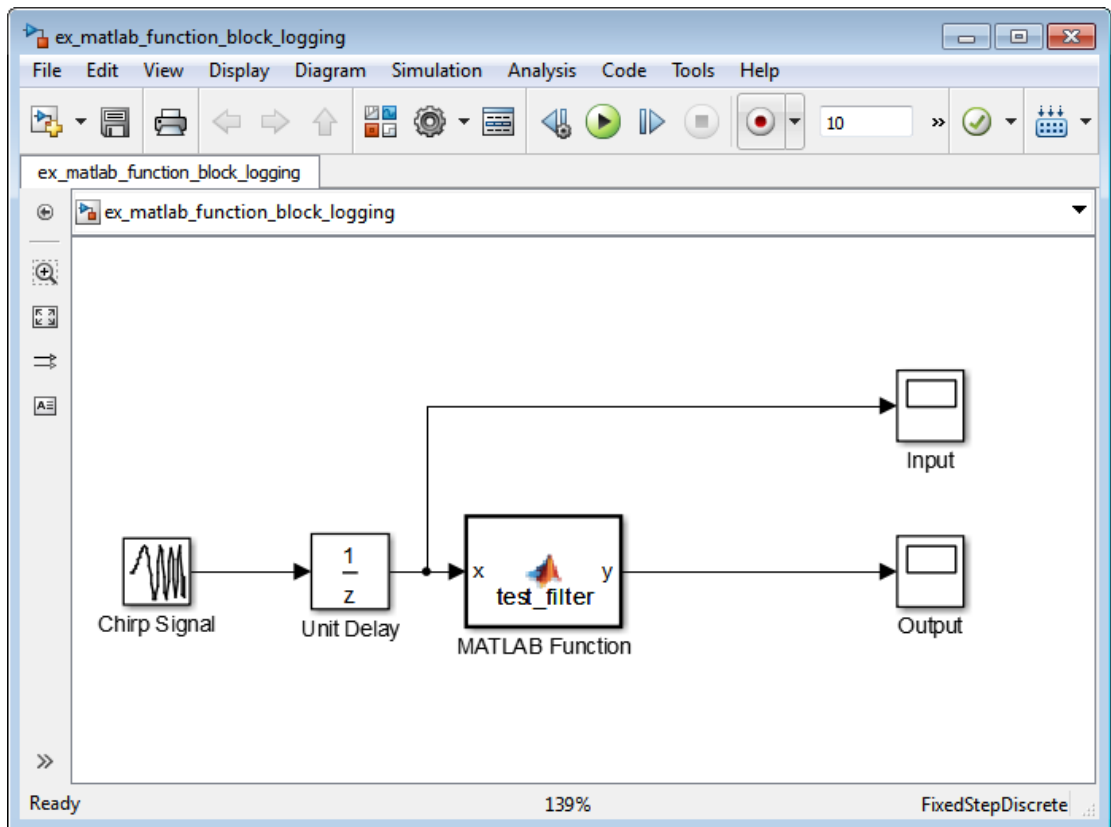 ex_matlab_function_block_logging
File Edit View Display Diagram Simulation Analysis Code Tools Help
10 »
ex_matlab_function_block_logging
ex_matlab_function_block_logging
A
Input
1
z
x y
test_filter
Chirp Signal
Unit Delay
MATLAB Function
Output
»
Ready 139% FixedStepDiscrete